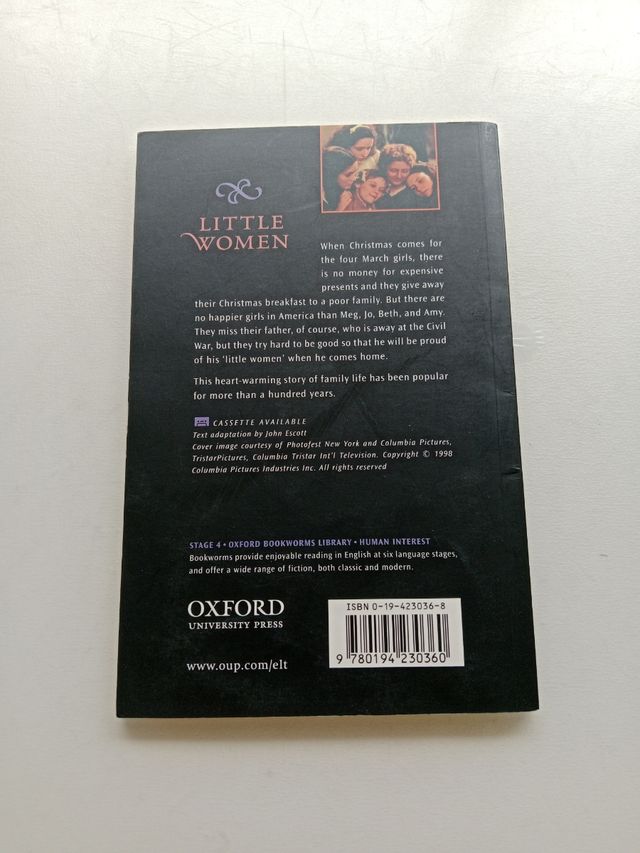 LITTLE
WOMEN
When Christmas comes for
the four March girls, there
is no money for expensive
presents and they give away
their Christmas breakfast to a poor family. But there are
no happier girls in America than Meg, Jo, Beth, and Amy.
They miss their father, of course, who is away at the Civil
War, but they try hard to be good so that he will be proud
of his 'little women' when he comes home.
This heart-warming story of family life has been popular
for more than a hundred years.
CASSETTE AVAILABLE
Text adaptation by John Escott
Cover image courtesy of Photofest New York and Columbia Pictures,
TristarPictures, Columbia Tristar Int'l Television. Copyright © 1998
Columbia Pictures Industries Inc. All rights reserved
STAGE 4 • OXFORD BOOKWORMS LIBRARY • HUMAN INTEREST
Bookworms provide enjoyable reading in English at six language stages,
and offer a wide range of fiction, both classic and modern.
OXFORD
UNIVERSITY PRESS
www.oup.com/elt
ISBN 0-19-423036-8
9 780194 230360